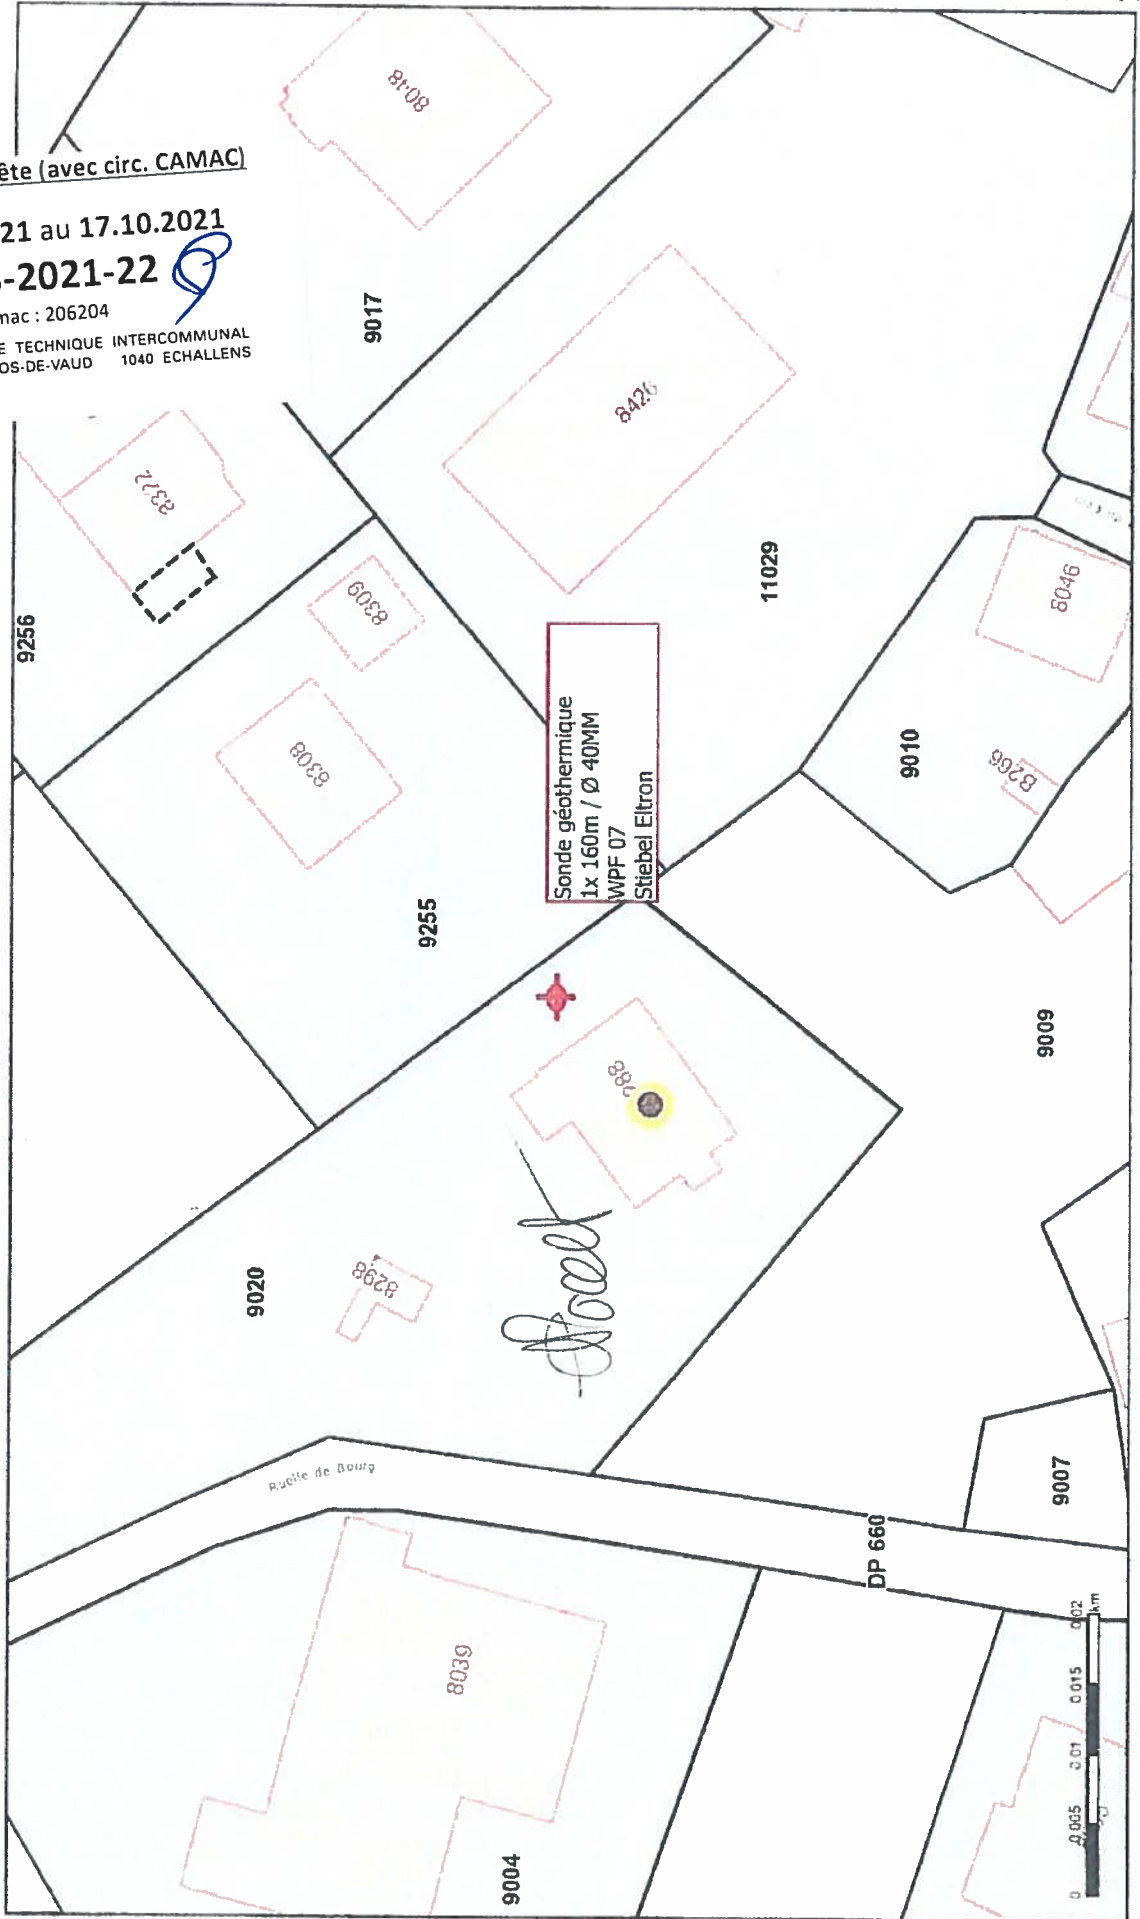 ête (avec circ. CAMAC)
21 au 17.10.2021
-2021-22
mac : 206204
E TECHNIQUE INTERCOMMUNAL
OS-DE-VAUD 1040 ECHALLENS
8048
9017
8426
8372
9256
8309
8308
11029
8046
9010
8266
Sonde géothermique
1x 160m / Ø 40MM
WPF 07
Stiebel Eltron
9255
9009
288
9020
8298
Ruelle de Bourg
9007
DP 660
8039
9004
0 0.005 0.01 0.015 0.02
km